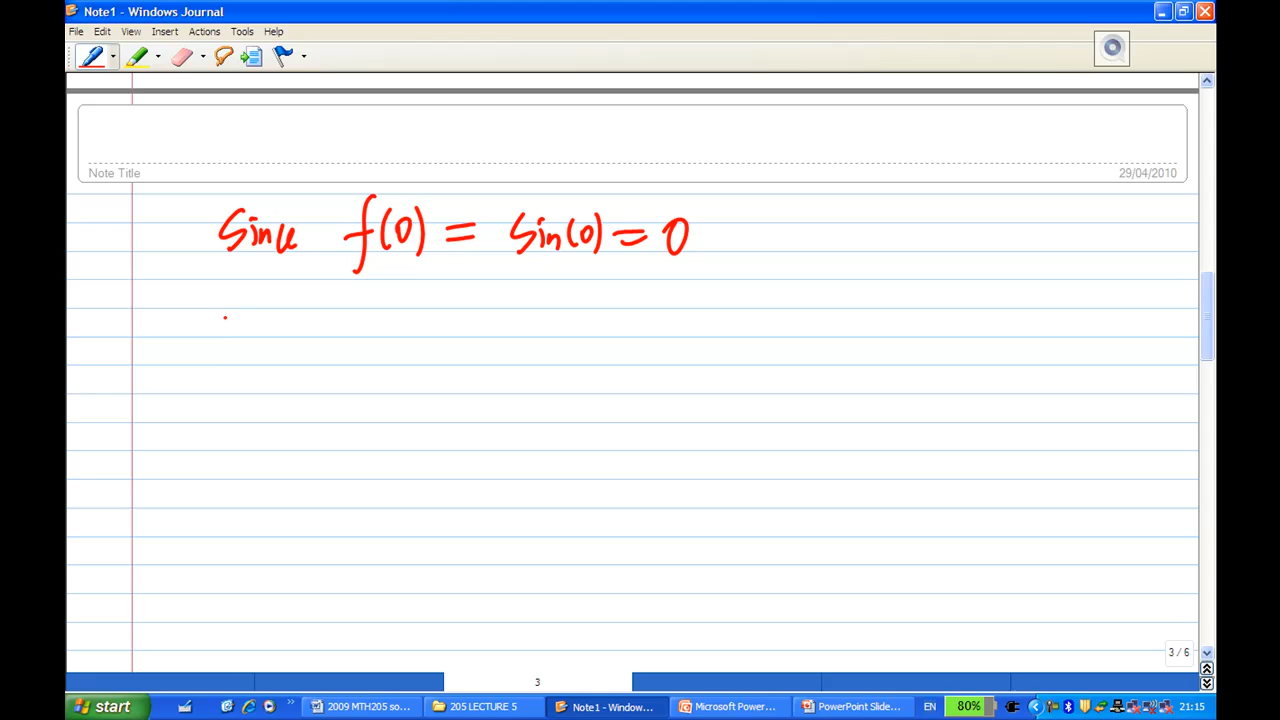 Note1 - Windows Journal
File Edit View Insert Actions Tools Help
Note Title 29/04/2010
Since f(0) = Sin(0) = 0
3 / 6
3
start 2009 MTH205 so... 205 LECTURE 5 Note1 - Window... Microsoft Power... PowerPoint Slide... EN 80% 21:15